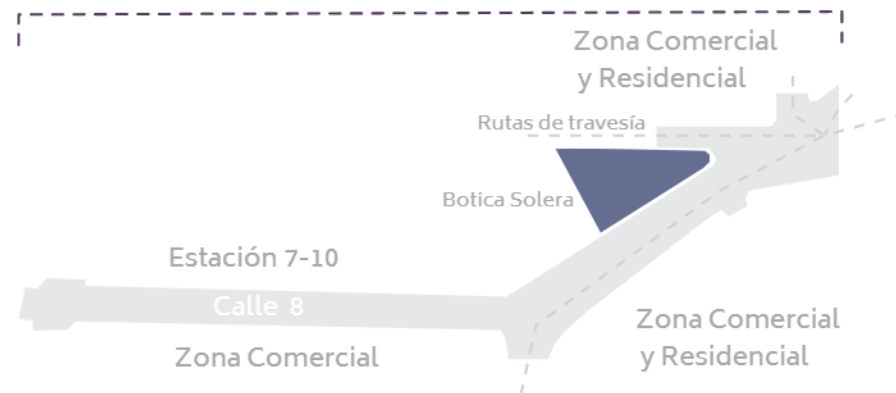 Zona Comercial
y Residencial
Rutas de travesía
Botica Solera
Estación 7-10
Calle 8
Zona Comercial
Zona Comercial
y Residencial